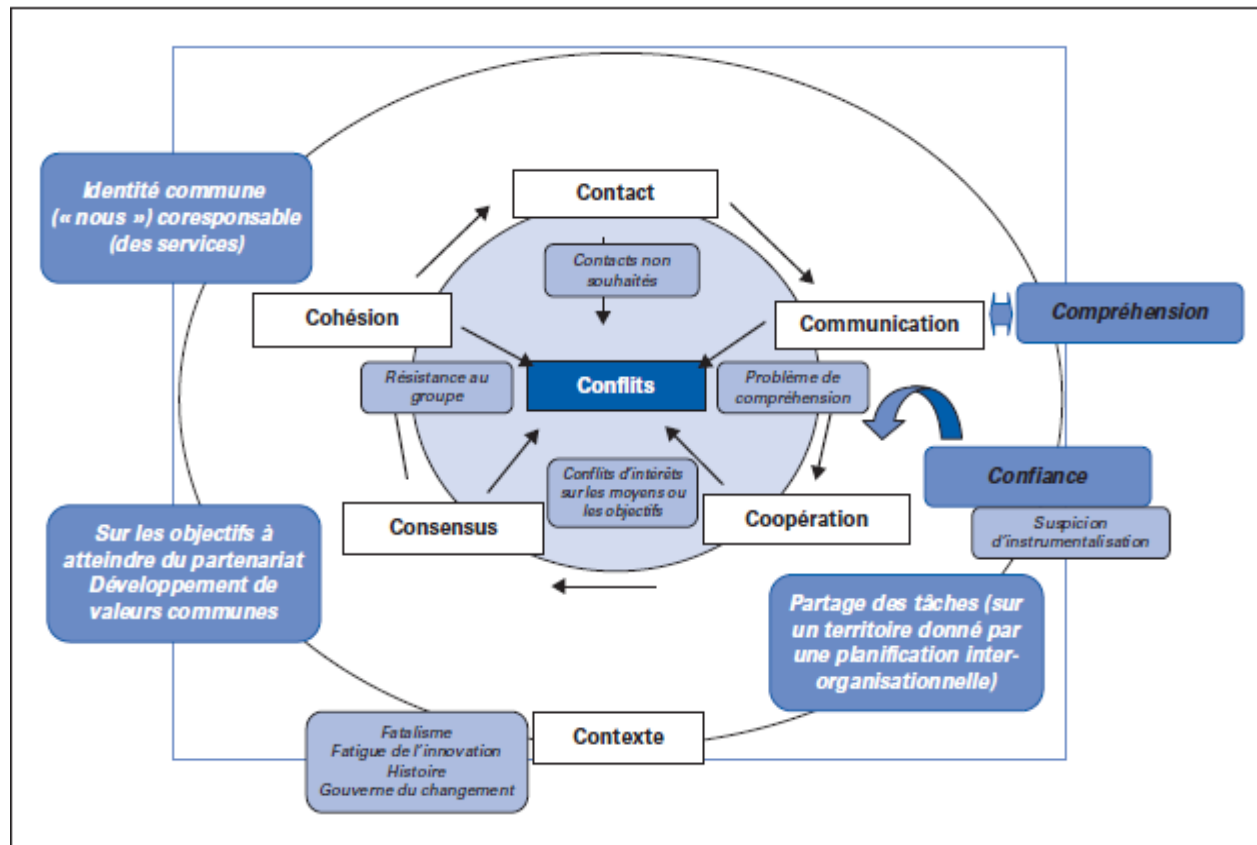 Identité commune
(« nous ») coresponsable
(des services)
Contact
Contacts non
souhaités
Cohésion
Communication
Compréhension
Résistance au
groupe
Conflits
Problème de
compréhension
Conflits d'intérêts
sur les moyens ou
les objectifs
Consensus
Coopération
Confiance
Suspicion
d'instrumentalisation
Sur les objectifs à
atteindre du partenariat
Développement de
valeurs communes
Partage des tâches (sur
un territoire donné par
une planification inter-
organisationnelle)
Fatalisme
Fatigue de l'innovation
Histoire
Gouverne du changement
Contexte